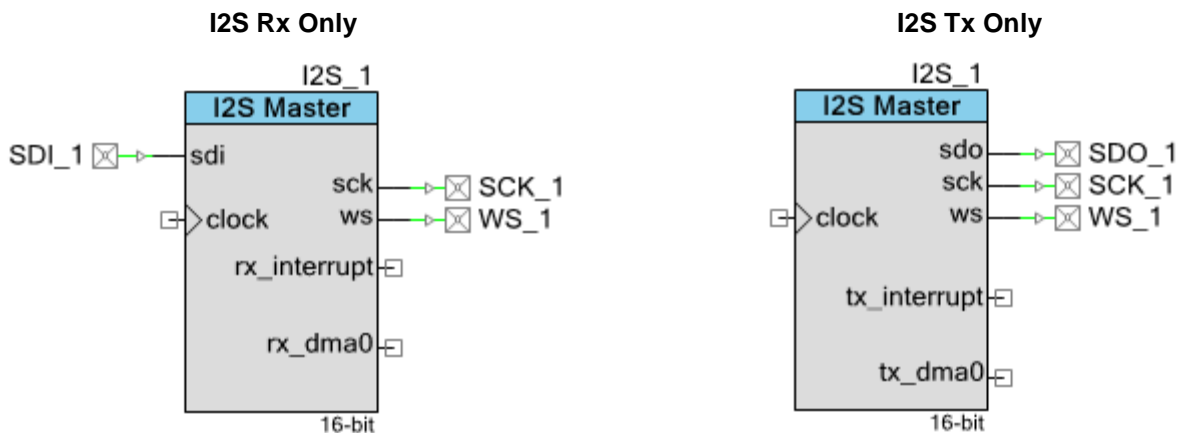 I2S Rx Only
I2S_1
I2S Master
SDI_1
sdi
sck
SCK_1
clock
ws
WS_1
rx_interrupt
rx_dma0
16-bit
I2S Tx Only
I2S_1
I2S Master
sdo
SDO_1
sck
SCK_1
clock
ws
WS_1
tx_interrupt
tx_dma0
16-bit